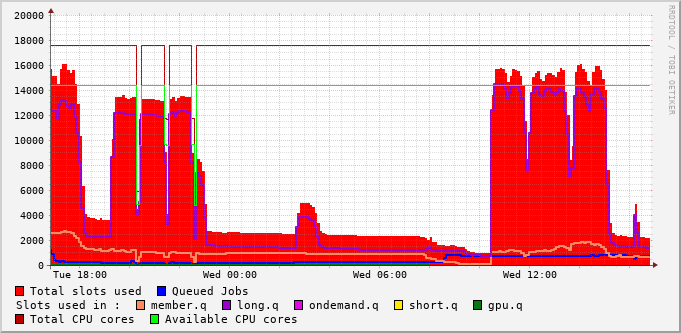 20000
18000
16000
14000
12000
10000
8000
6000
4000
2000
0
Tue 18:00 Wed 00:00 Wed 06:00 Wed 12:00
RRDTOOL / TOBI OETIKER
Total slots used Queued Jobs
Slots used in : member.q long.q ondemand.q short.q gpu.q
Total CPU cores Available CPU cores